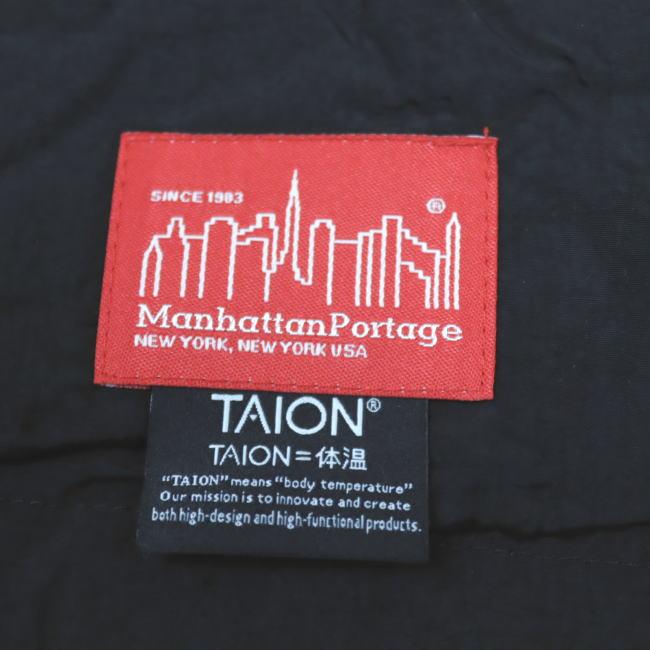 SINCE 1983
®
ManhattanPortage
NEW YORK, NEW YORK USA
TAION®
TAION=体温
“TAION” means “body temperature”
Our mission is to innovate and create
both high-design and high-functional products.